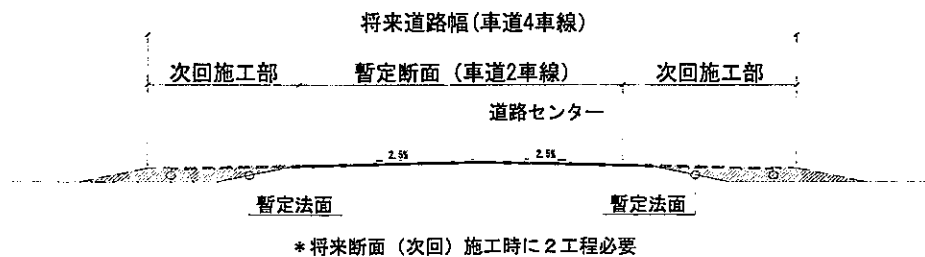 将来道路幅(車道4車線)
次回施工部 暫定断面（車道2車線） 次回施工部
道路センター
2.5% 2.5%
暫定法面 暫定法面
＊将来断面（次回）施工時に２工程必要